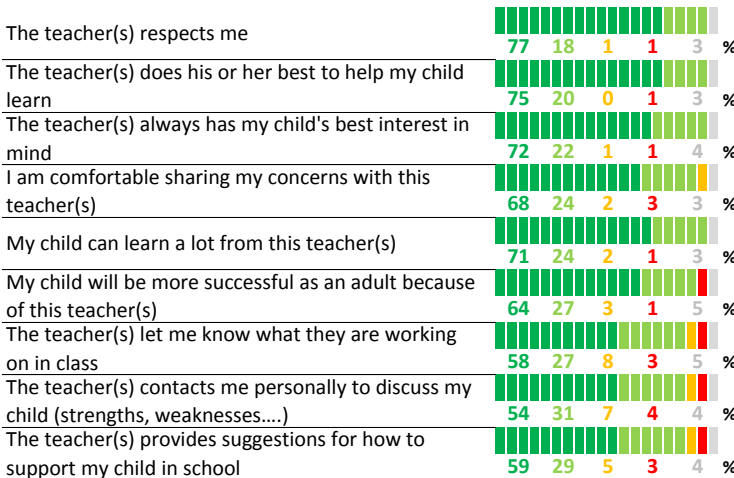 The teacher(s) respects me
77 18 1 1 3 %
The teacher(s) does his or her best to help my child
learn
75 20 0 1 3 %
The teacher(s) always has my child's best interest in
mind
72 22 1 1 4 %
I am comfortable sharing my concerns with this
teacher(s)
68 24 2 3 3 %
My child can learn a lot from this teacher(s)
71 24 2 1 3 %
My child will be more successful as an adult because
of this teacher(s)
64 27 3 1 5 %
The teacher(s) let me know what they are working
on in class
58 27 8 3 5 %
The teacher(s) contacts me personally to discuss my
child (strengths, weaknesses....)
54 31 7 4 4 %
The teacher(s) provides suggestions for how to
support my child in school
59 29 5 3 4 %